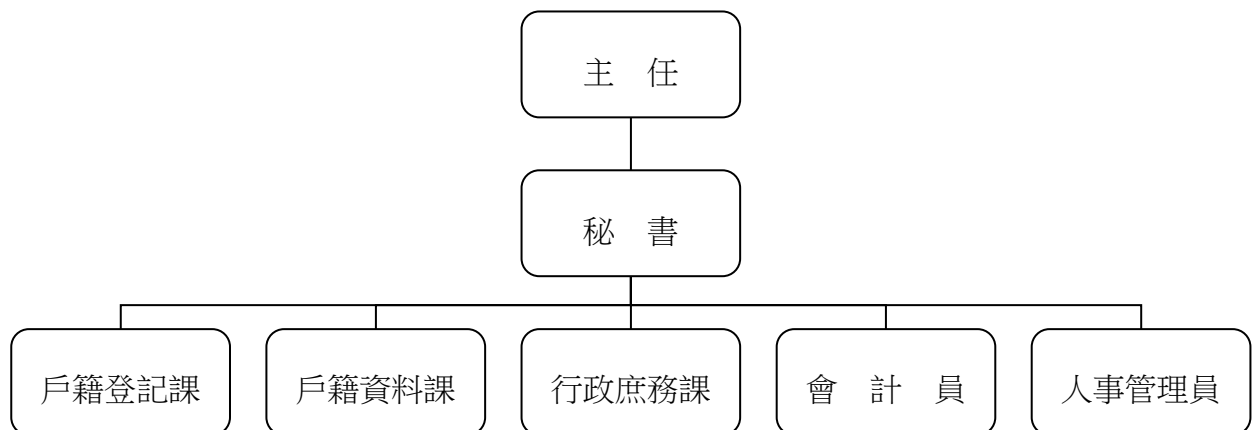 主　任
秘　書
戶籍登記課
戶籍資料課
行政庶務課
會　計　員
人事管理員